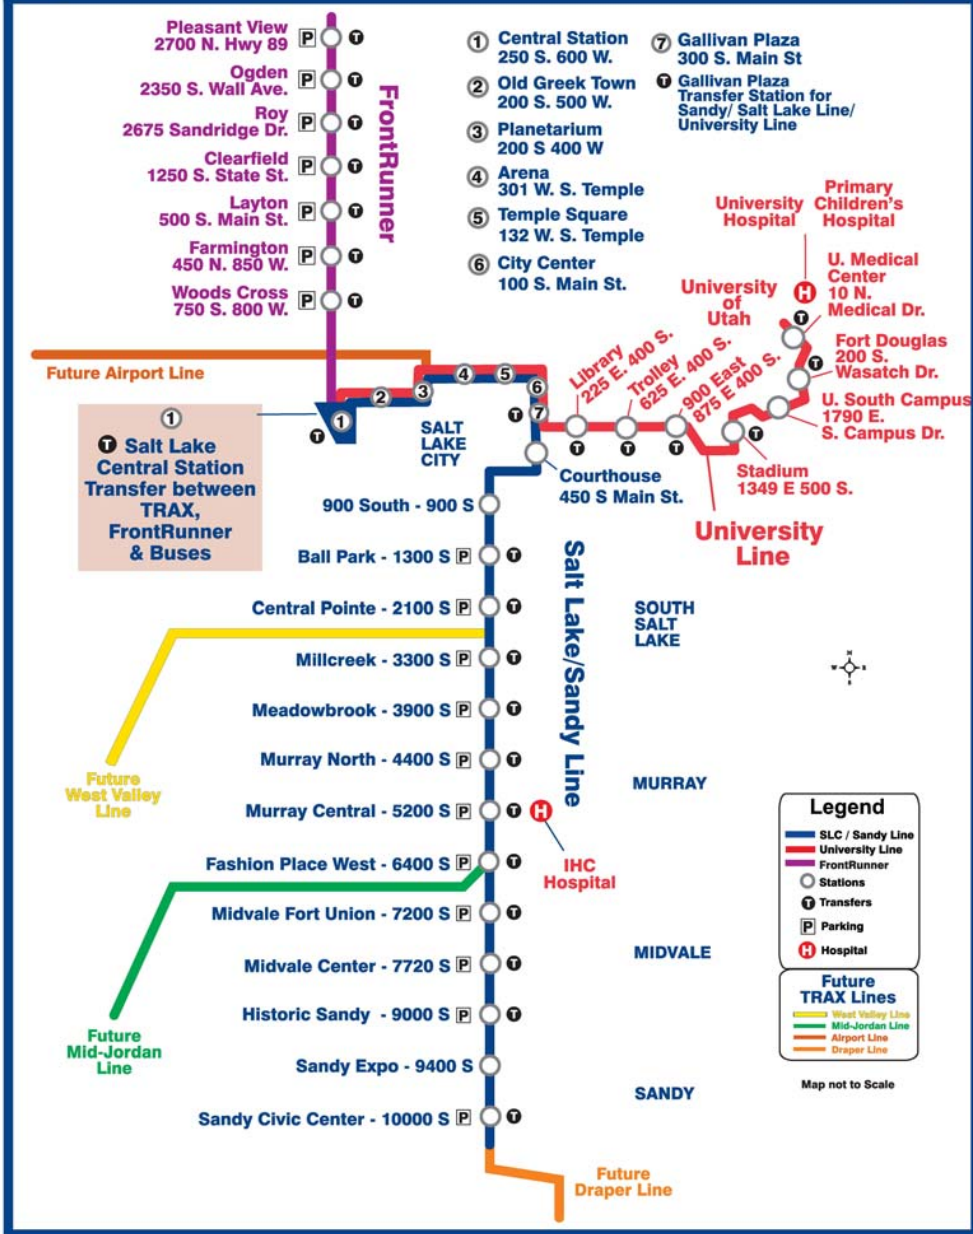 Pleasant View
2700 N. Hwy 89
P
T
Ogden
2350 S. Wall Ave.
P
T
Roy
2675 Sandridge Dr.
P
T
Clearfield
1250 S. State St.
P
T
Layton
500 S. Main St.
P
T
Farmington
450 N. 850 W.
P
T
Woods Cross
750 S. 800 W.
P
T
FrontRunner
1 Central Station
250 S. 600 W.
2 Old Greek Town
200 S. 500 W.
3 Planetarium
200 S 400 W
4 Arena
301 W. S. Temple
5 Temple Square
132 W. S. Temple
6 City Center
100 S. Main St.
7 Gallivan Plaza
300 S. Main St
T Gallivan Plaza
Transfer Station for
Sandy/ Salt Lake Line/
University Line
University
Hospital
Primary
Children's
Hospital
H
T
U. Medical
Center
10 N.
Medical Dr.
University
of
Utah
T
Fort Douglas
200 S.
Wasatch Dr.
U. South Campus
1790 E.
S. Campus Dr.
T
Stadium
1349 E 500 S.
Library
225 E. 400 S.
T
Trolley
625 E. 400 S.
T
900 East
875 E 400 S.
T
University
Line
Future Airport Line
1
2
3
4
5
6
7
T
T
1
T Salt Lake
Central Station
Transfer between
TRAX,
FrontRunner
& Buses
SALT
LAKE
CITY
Courthouse
450 S Main St.
900 South - 900 S
Ball Park - 1300 S P T
Central Pointe - 2100 S P T
Millcreek - 3300 S P T
Meadowbrook - 3900 S P T
Murray North - 4400 S P T
Murray Central - 5200 S P T H
IHC
Hospital
Fashion Place West - 6400 S P T
Midvale Fort Union - 7200 S P T
Midvale Center - 7720 S P T
Historic Sandy - 9000 S P T
Sandy Expo - 9400 S
Sandy Civic Center - 10000 S P T
Salt Lake/Sandy Line
SOUTH
SALT
LAKE
MURRAY
MIDVALE
SANDY
Future
West Valley
Line
Future
Mid-Jordan
Line
Future
Draper Line
N
W E
S
Legend
SLC / Sandy Line
University Line
FrontRunner
Stations
T Transfers
P Parking
H Hospital
Future
TRAX Lines
West Valley Line
Mid-Jordan Line
Airport Line
Draper Line
Map not to Scale